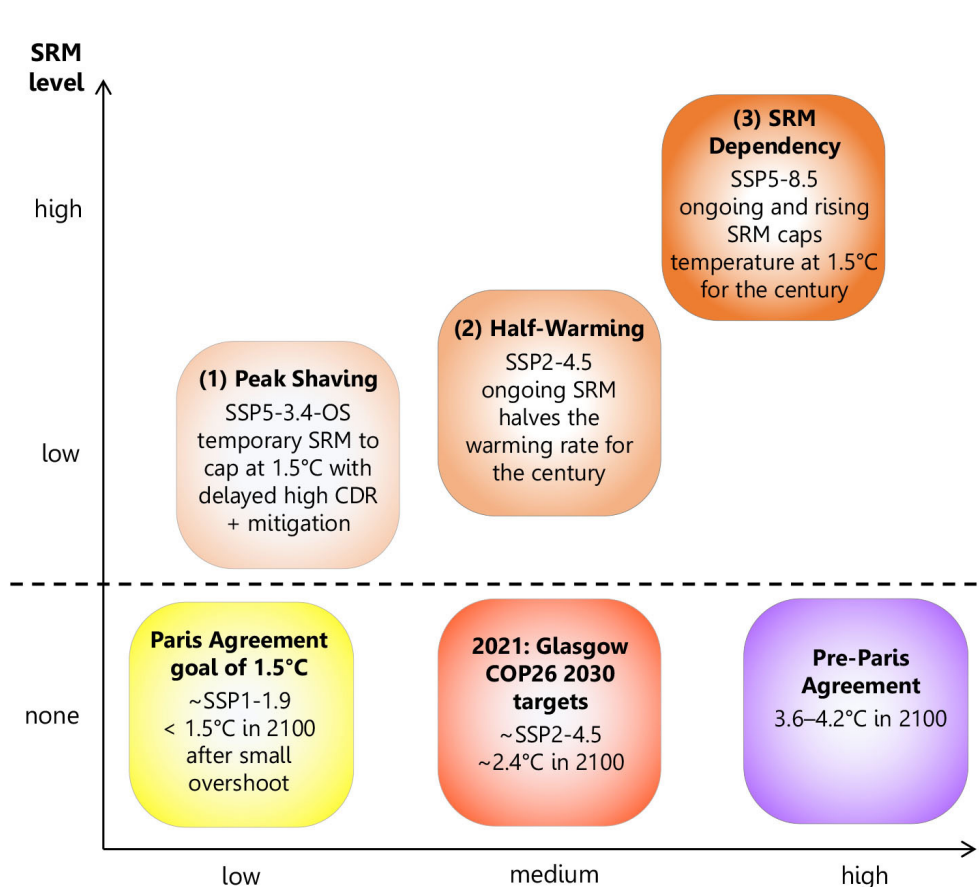 SRM
level
high
low
none
(3) SRM
Dependency
SSP5-8.5
ongoing and rising
SRM caps
temperature at 1.5°C
for the century
(2) Half-Warming
SSP2-4.5
ongoing SRM
halves the
warming rate for
the century
(1) Peak Shaving
SSP5-3.4-OS
temporary SRM to
cap at 1.5°C with
delayed high CDR
+ mitigation
Paris Agreement
goal of 1.5°C
~SSP1-1.9
< 1.5°C in 2100
after small
overshoot
2021: Glasgow
COP26 2030
targets
~SSP2-4.5
~2.4°C in 2100
Pre-Paris
Agreement
3.6–4.2°C in 2100
low
medium
high